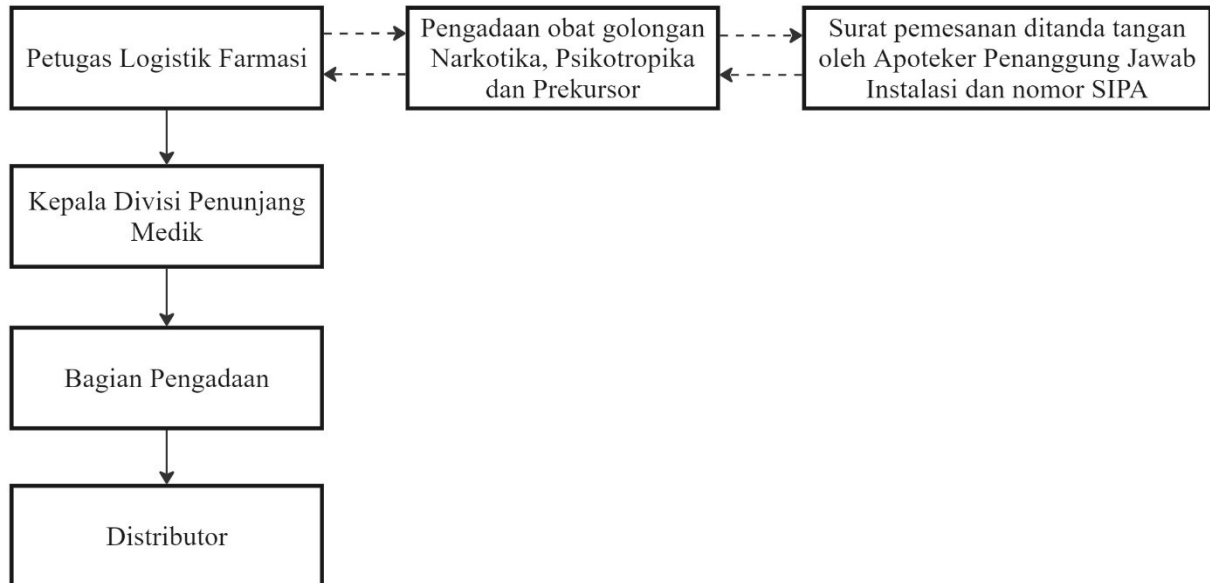 Petugas Logistik Farmasi
Pengadaan obat golongan
Narkotika, Psikotropika
dan Prekursor
Surat pemesanan ditanda tangan
oleh Apoteker Penanggung Jawab
Instalasi dan nomor SIPA
Kepala Divisi Penunjang
Medik
Bagian Pengadaan
Distributor